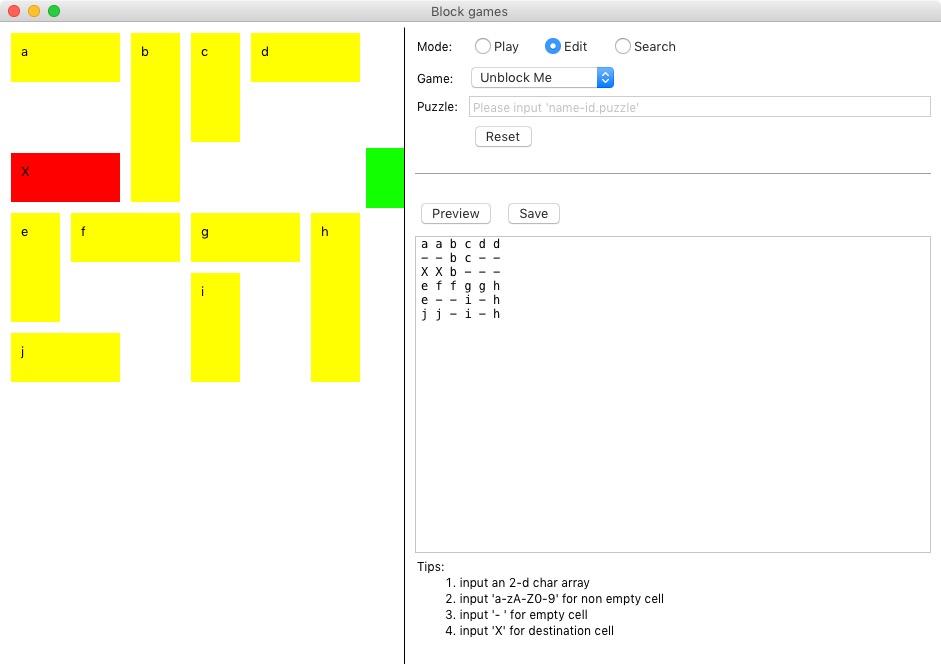 Block games
a b c d
X
e f g h
i
j
Mode: Play Edit Search
Game: Unblock Me
Puzzle: Please input 'name-id.puzzle'
Reset
Preview Save
a a b c d d
- - b c - -
X X b - - -
e f f g g h
e - - i - h
j j - i - h
Tips:
1. input an 2-d char array
2. input 'a-zA-Z0-9' for non empty cell
3. input '- ' for empty cell
4. input 'X' for destination cell